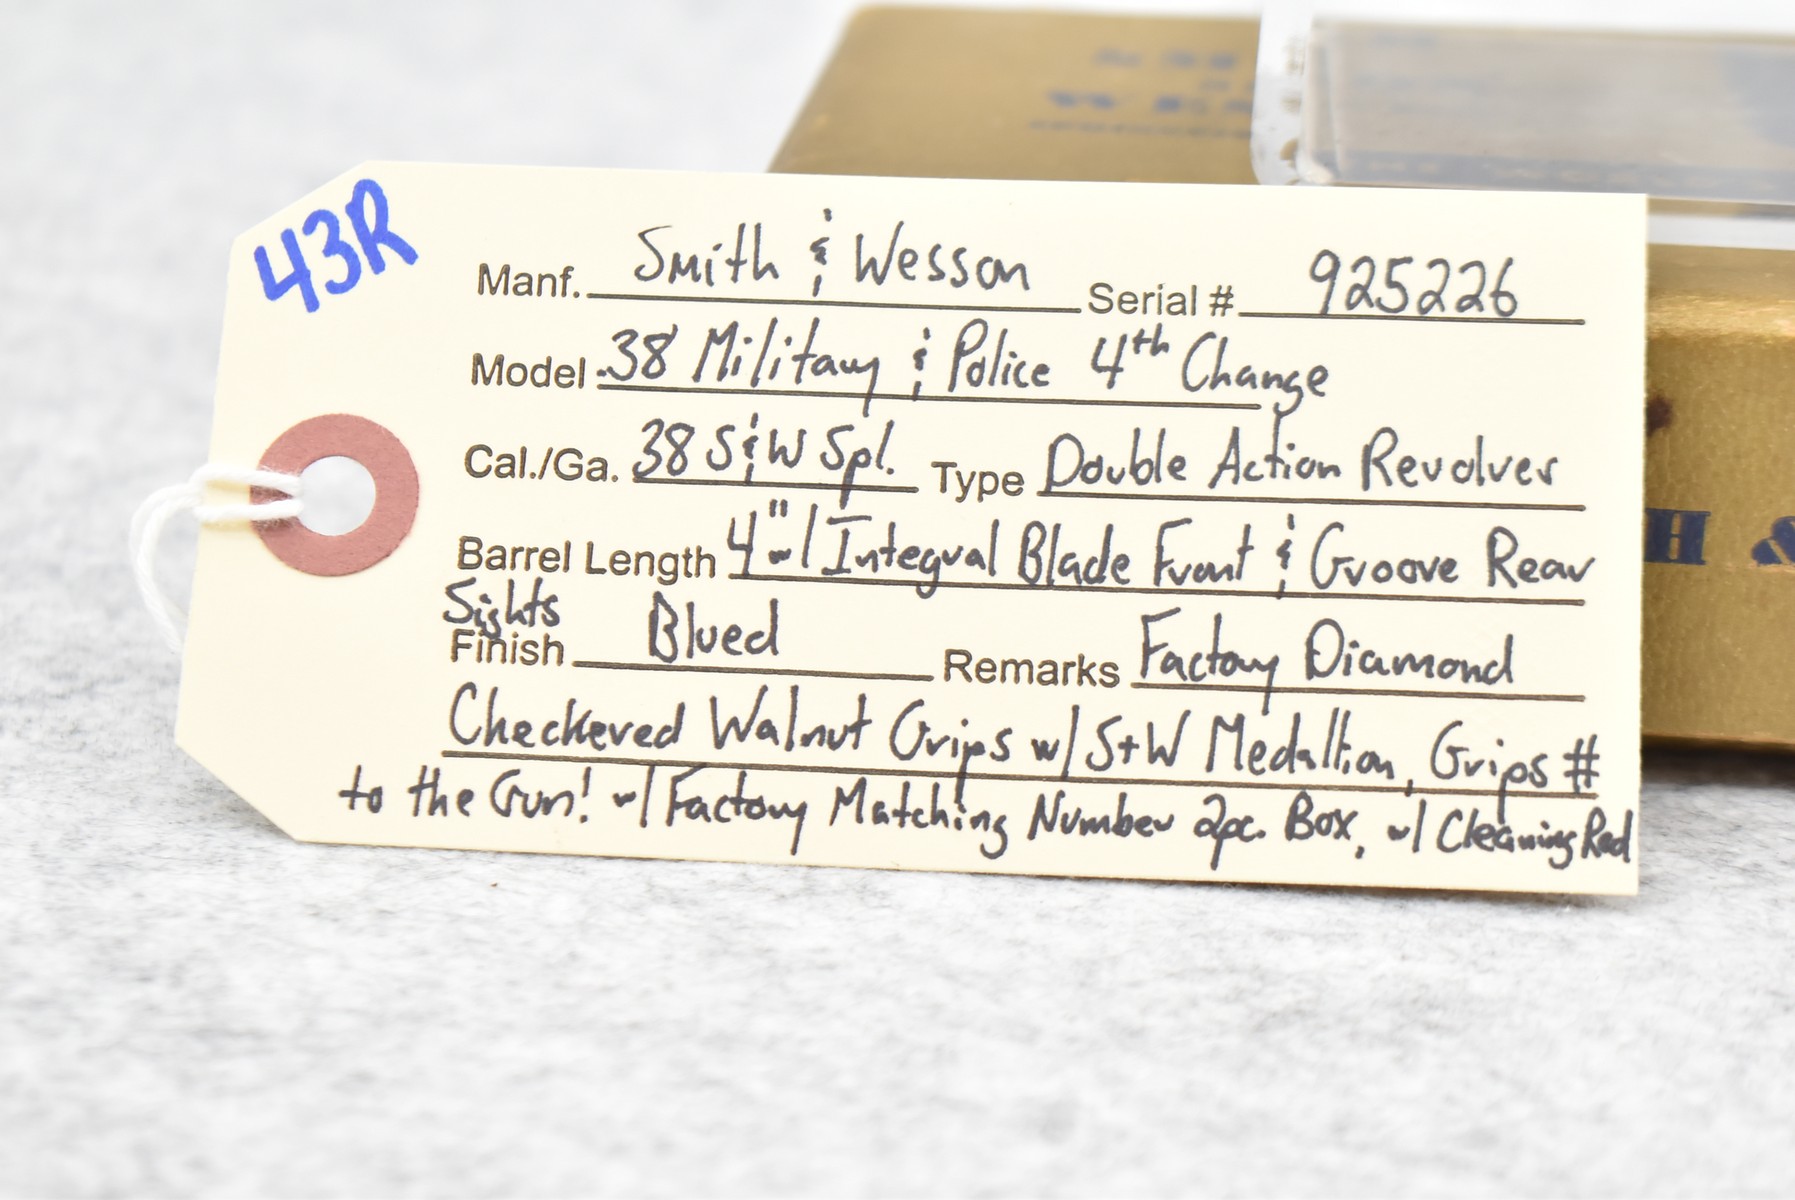 43R
Manf. Smith & Wesson Serial # 925226
Model .38 Military & Police 4th Change
Cal./Ga. 38 S&W Spl. Type Double Action Revolver
Barrel Length 4" w/ Integral Blade Front & Groove Rear
Sights
Finish Blued Remarks Factory Diamond
Checkered Walnut Grips w/ S+W Medallion, Grips #
to the Gun! w/ Factory Matching Number 2pc. Box, w/ Cleaning Rod
H &